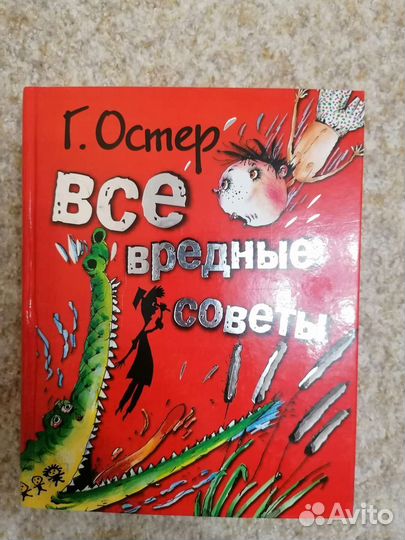 Г. Остер
Все
вредные
советы
Avito